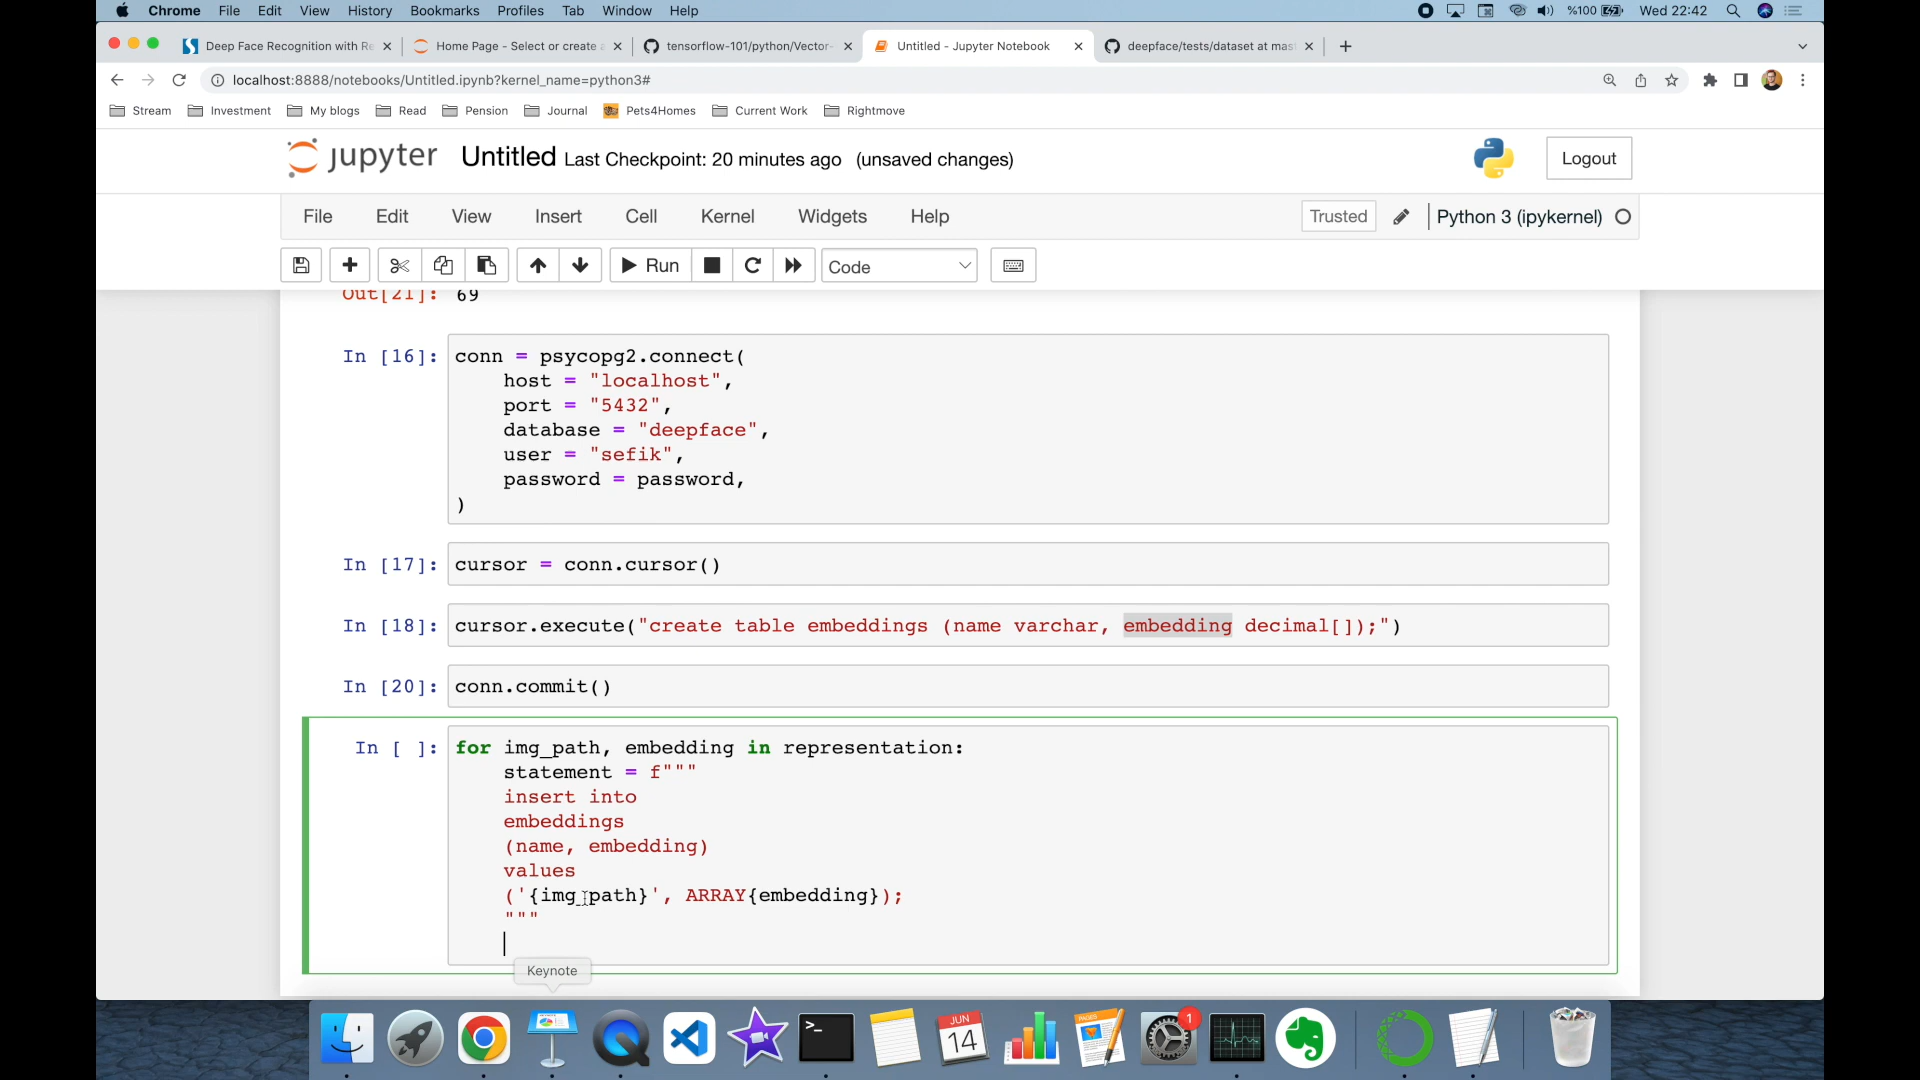 Chrome File Edit View History Bookmarks Profiles Tab Window Help %100 Wed 22:42
Deep Face Recognition with Re Home Page - Select or create a tensorflow-101/python/Vector- Untitled - Jupyter Notebook deepface/tests/dataset at mast
localhost:8888/notebooks/Untitled.ipynb?kernel_name=python3#
Stream Investment My blogs Read Pension Journal Pets4Homes Current Work Rightmove
jupyter Untitled Last Checkpoint: 20 minutes ago (unsaved changes) Logout
File Edit View Insert Cell Kernel Widgets Help Trusted Python 3 (ipykernel)
Run Code
Out[21]: 69
In [16]: conn = psycopg2.connect(
host = "localhost",
port = "5432",
database = "deepface",
user = "sefik",
password = password,
)
In [17]: cursor = conn.cursor()
In [18]: cursor.execute("create table embeddings (name varchar, embedding decimal[]);")
In [20]: conn.commit()
In [ ]: for img_path, embedding in representation:
statement = f"""
insert into
embeddings
(name, embedding)
values
('{img_path}', ARRAY{embedding});
"""
Keynote
>_ JUN 14 1